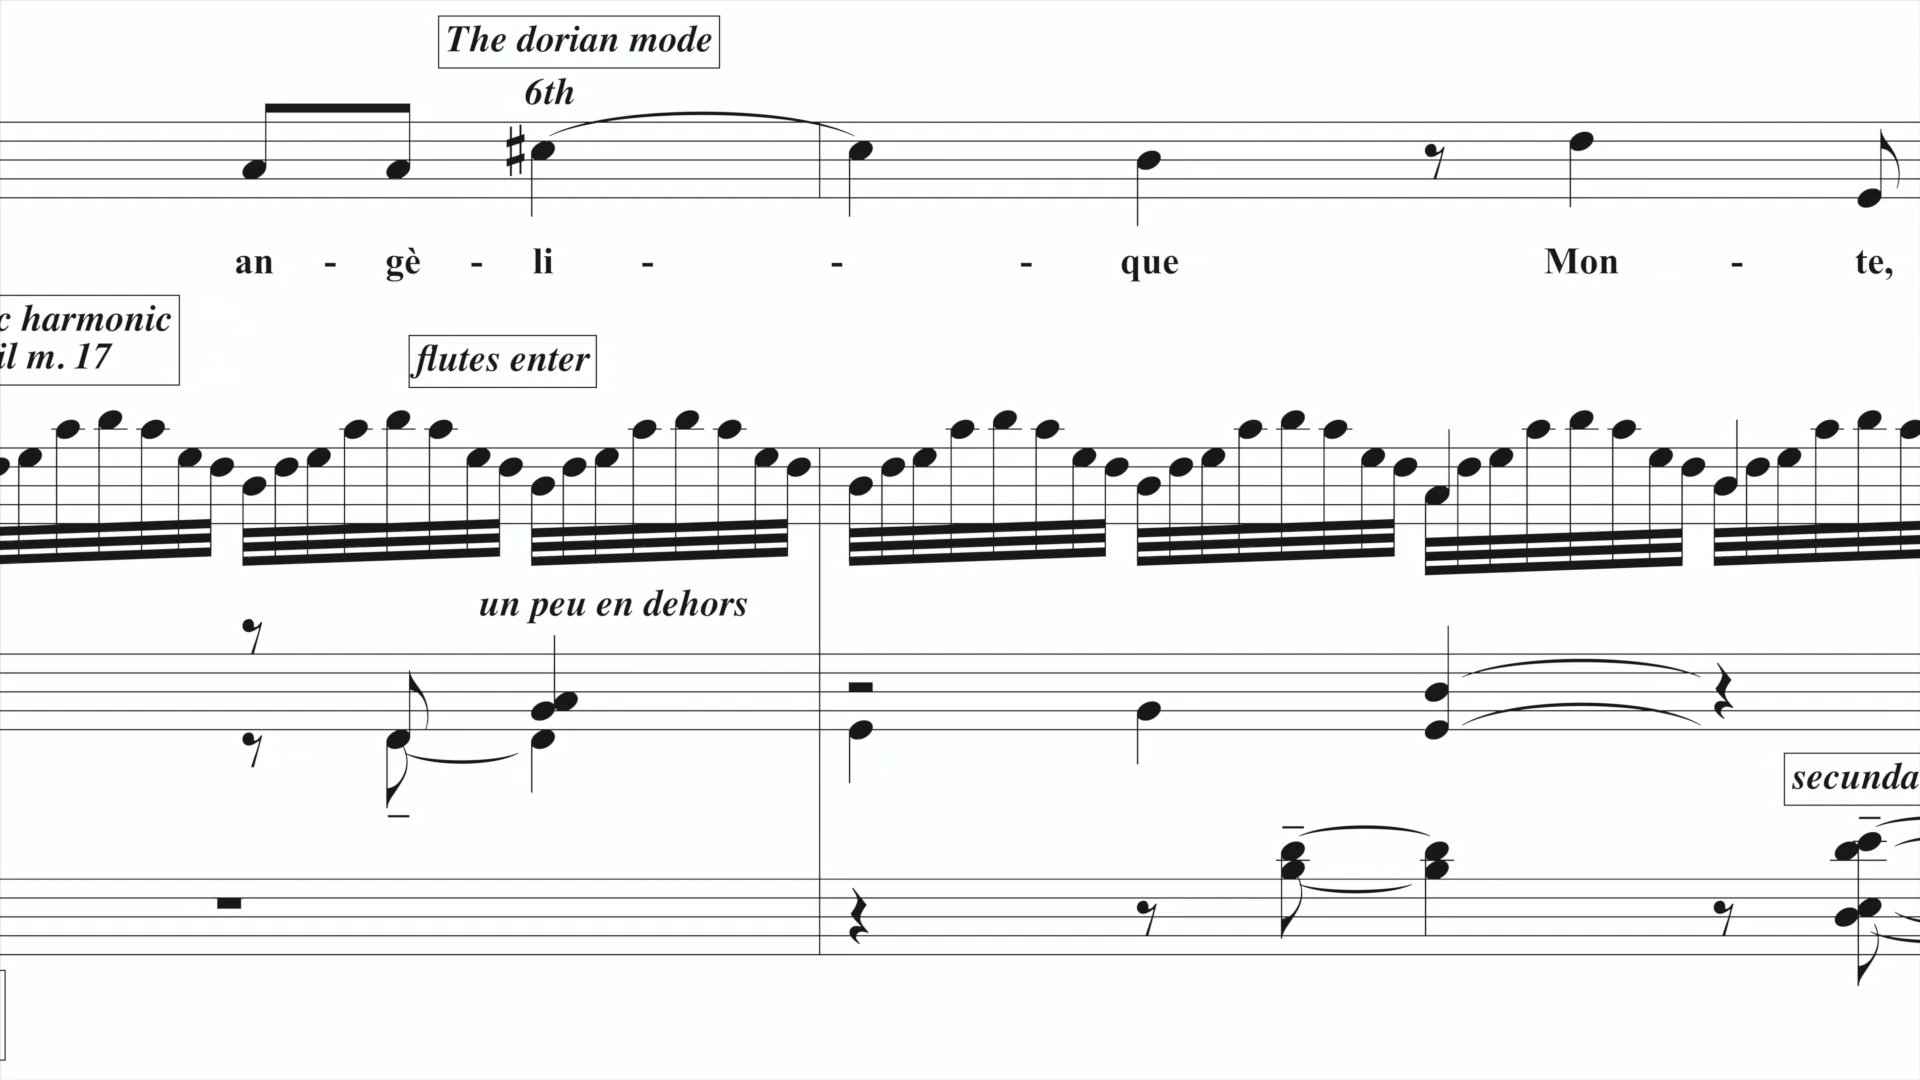 The dorian mode
6th
an - gè - li - - - que Mon - te,
c harmonic
il m. 17
flutes enter
un peu en dehors
secunda